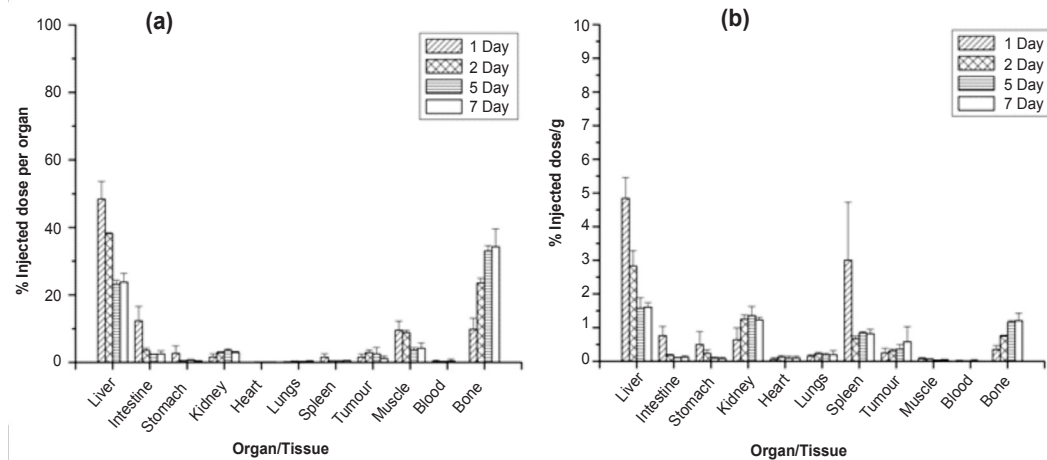 (a)
100
80
60
40
20
0
% Injected dose per organ
1 Day
2 Day
5 Day
7 Day
Liver
Intestine
Stomach
Kidney
Heart
Lungs
Spleen
Tumour
Muscle
Blood
Bone
Organ/Tissue
(b)
10
9
8
7
6
5
4
3
2
1
0
% Injected dose/g
1 Day
2 Day
5 Day
7 Day
Liver
Intestine
Stomach
Kidney
Heart
Lungs
Spleen
Tumour
Muscle
Blood
Bone
Organ/Tissue